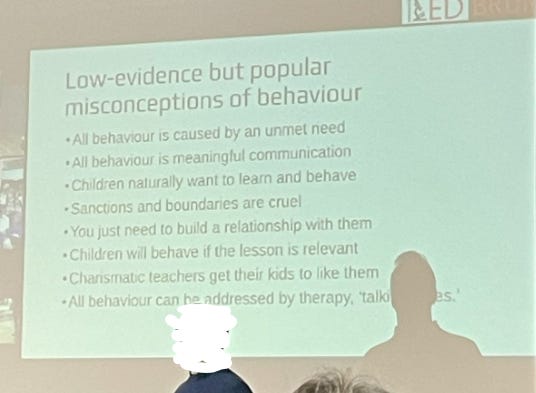 ED BRU
Low-evidence but popular
misconceptions of behaviour
•All behaviour is caused by an unmet need
•All behaviour is meaningful communication
•Children naturally want to learn and behave
•Sanctions and boundaries are cruel
•You just need to build a relationship with them
•Children will behave if the lesson is relevant
•Charismatic teachers get their kids to like them
•All behaviour can be addressed by therapy, ‘talki es.’